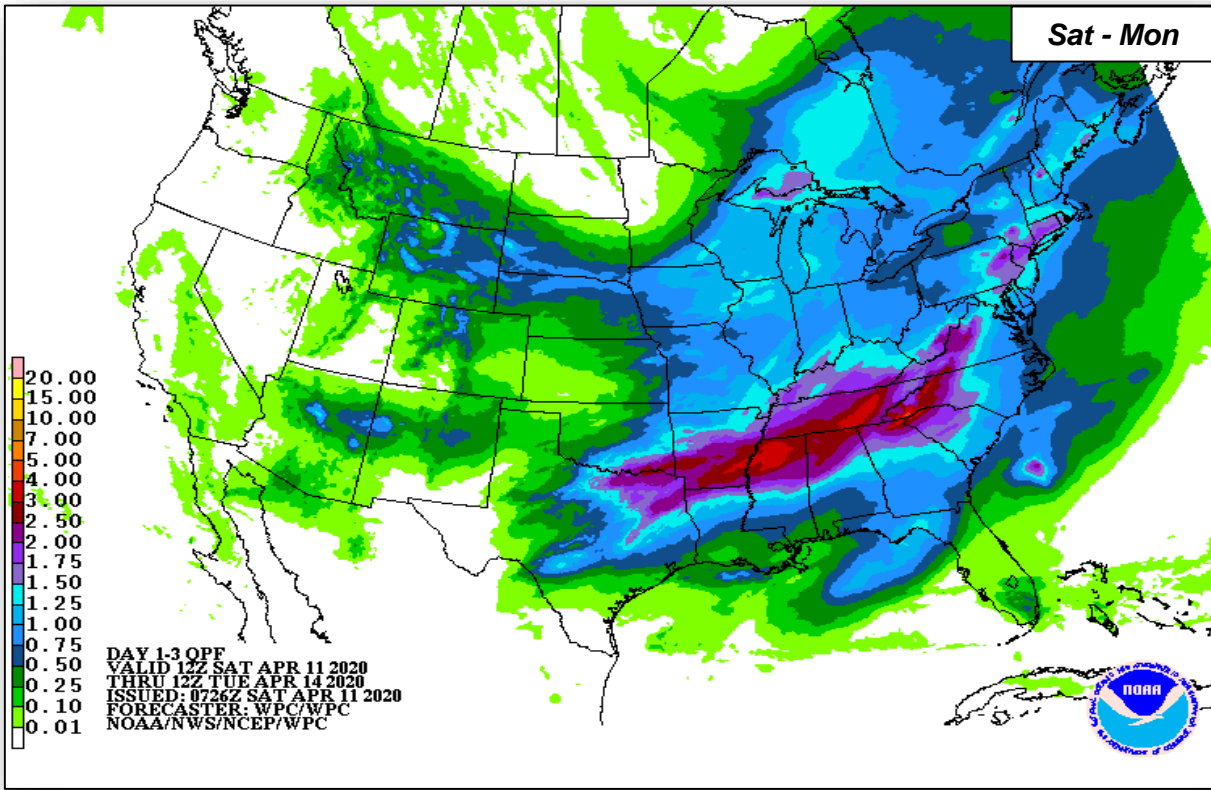 Sat - Mon
20.00
15.00
10.00
7.00
5.00
4.00
3.00
2.50
2.00
1.75
1.50
1.25
1.00
0.75
0.50
0.25
0.10
0.01
DAY 1-3 QPF
VALID 12Z SAT APR 11 2020
THRU 12Z TUE APR 14 2020
ISSUED: 0726Z SAT APR 11 2020
FORECASTER: WPC/WPC
NOAA/NWS/NCEP/WPC
NOAA